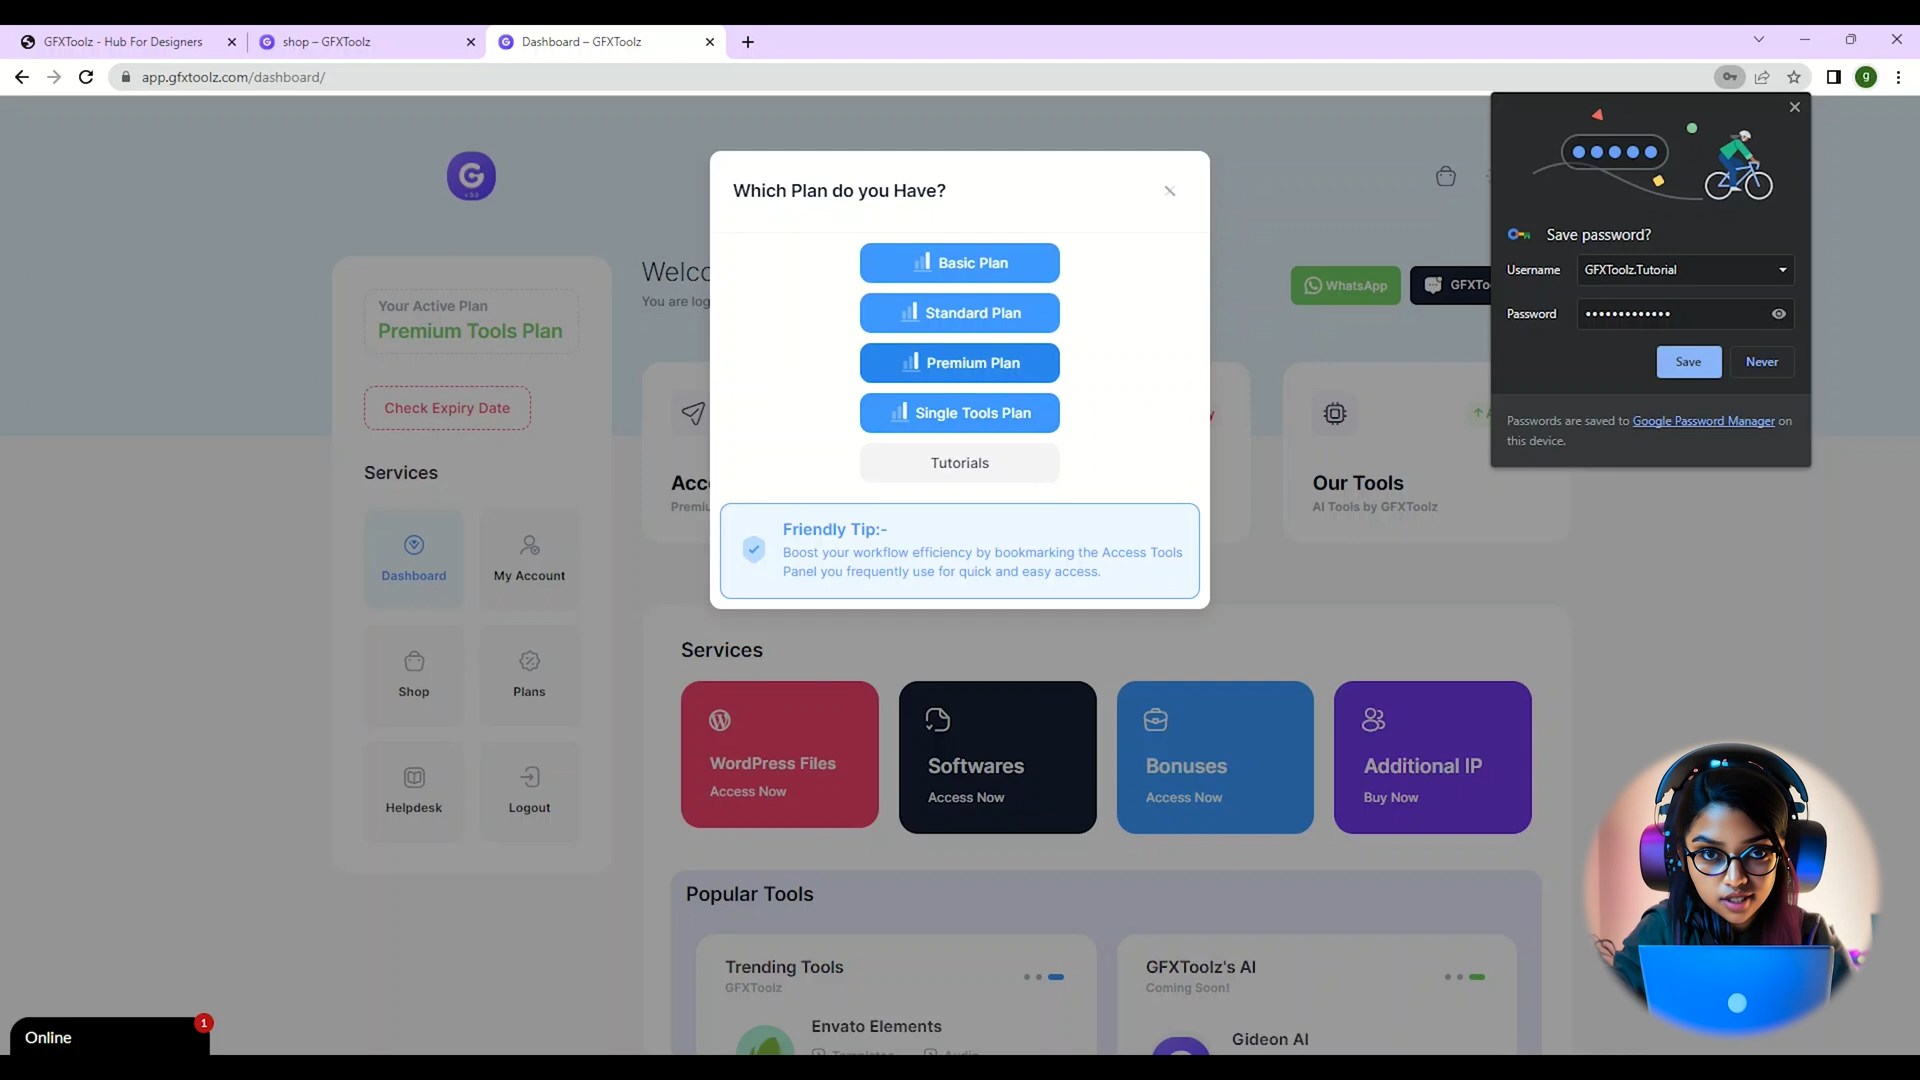 GFXToolz - Hub For Designers
shop – GFXToolz
Dashboard – GFXToolz
app.gfxtoolz.com/dashboard/
g
G
v 3.0
Which Plan do you Have?
Basic Plan
Standard Plan
Premium Plan
Single Tools Plan
Tutorials
Friendly Tip:-
Boost your workflow efficiency by bookmarking the Access Tools
Panel you frequently use for quick and easy access.
Save password?
Username
GFXToolz.Tutorial
Password
•••••••••••••
Save
Never
Passwords are saved to Google Password Manager on
this device.
Your Active Plan
Premium Tools Plan
Check Expiry Date
Services
Dashboard
My Account
Shop
Plans
Helpdesk
Logout
Welc
You are log
WhatsApp
GFXTo
Acc
Premiu
y
A
Our Tools
AI Tools by GFXToolz
Services
WordPress Files
Access Now
Softwares
Access Now
Bonuses
Access Now
Additional IP
Buy Now
Popular Tools
Trending Tools
GFXToolz
Envato Elements
GFXToolz's AI
Coming Soon!
Gideon AI
Online
1